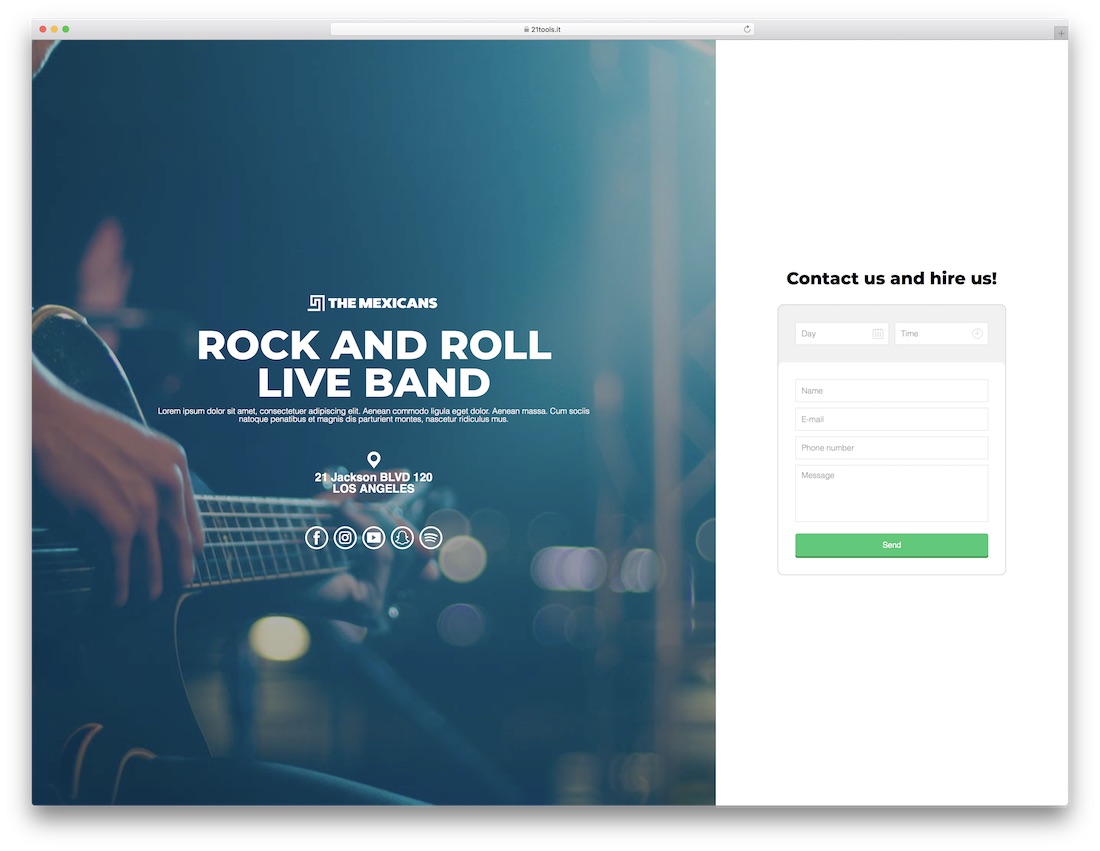 21tools.it
THE MEXICANS
ROCK AND ROLL
LIVE BAND
Lorem ipsum dolor sit amet, consectetuer adipiscing elit. Aenean commodo ligula eget dolor. Aenean massa. Cum sociis
natoque penatibus et magnis dis parturient montes, nascetur ridiculus mus.
21 Jackson BLVD 120
LOS ANGELES
Contact us and hire us!
Day
Time
Name
E-mail
Phone number
Message
Send